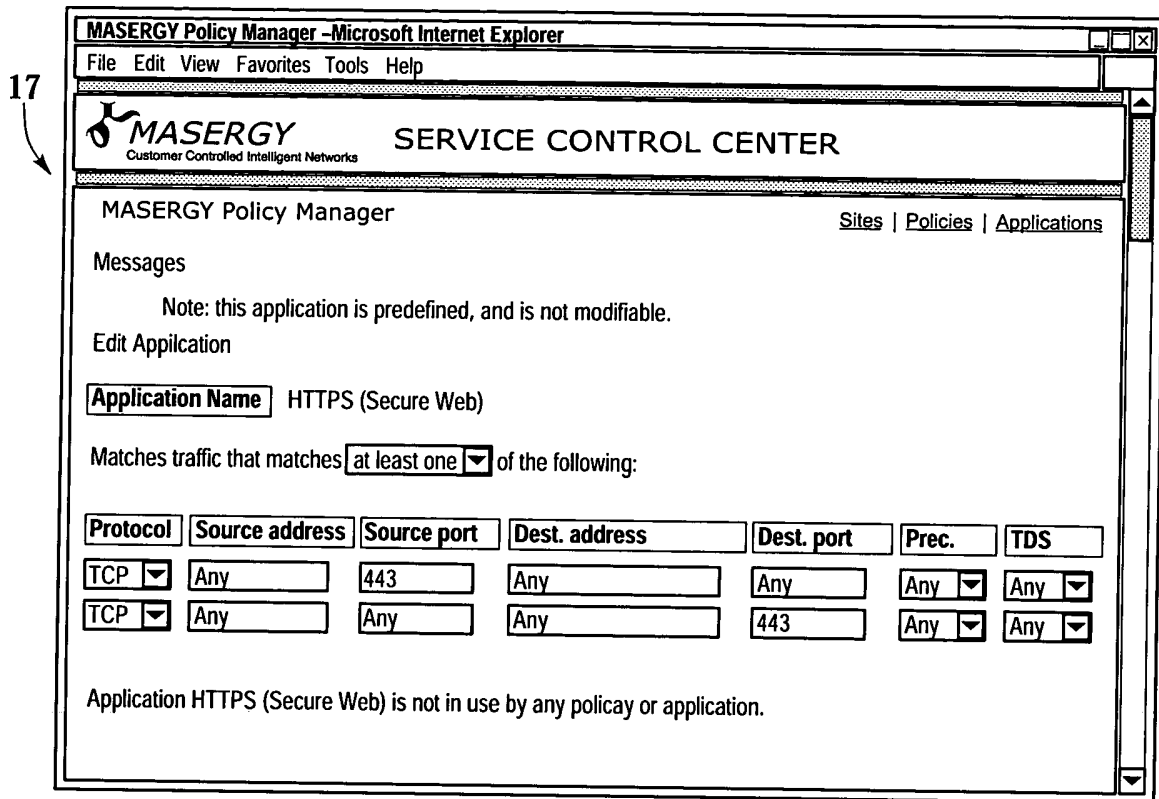 MASERGY Policy Manager –Microsoft Internet Explorer
File Edit View Favorites Tools Help
17
MASERGY
Customer Controlled Intelligent Networks
SERVICE CONTROL CENTER
MASERGY Policy Manager
Sites | Policies | Applications
Messages
Note: this application is predefined, and is not modifiable.
Edit Appilcation
Application Name HTTPS (Secure Web)
Matches traffic that matches at least one of the following:
Protocol Source address Source port Dest. address Dest. port Prec. TDS
TCP Any 443 Any Any Any Any
TCP Any Any Any 443 Any Any
Application HTTPS (Secure Web) is not in use by any policay or application.